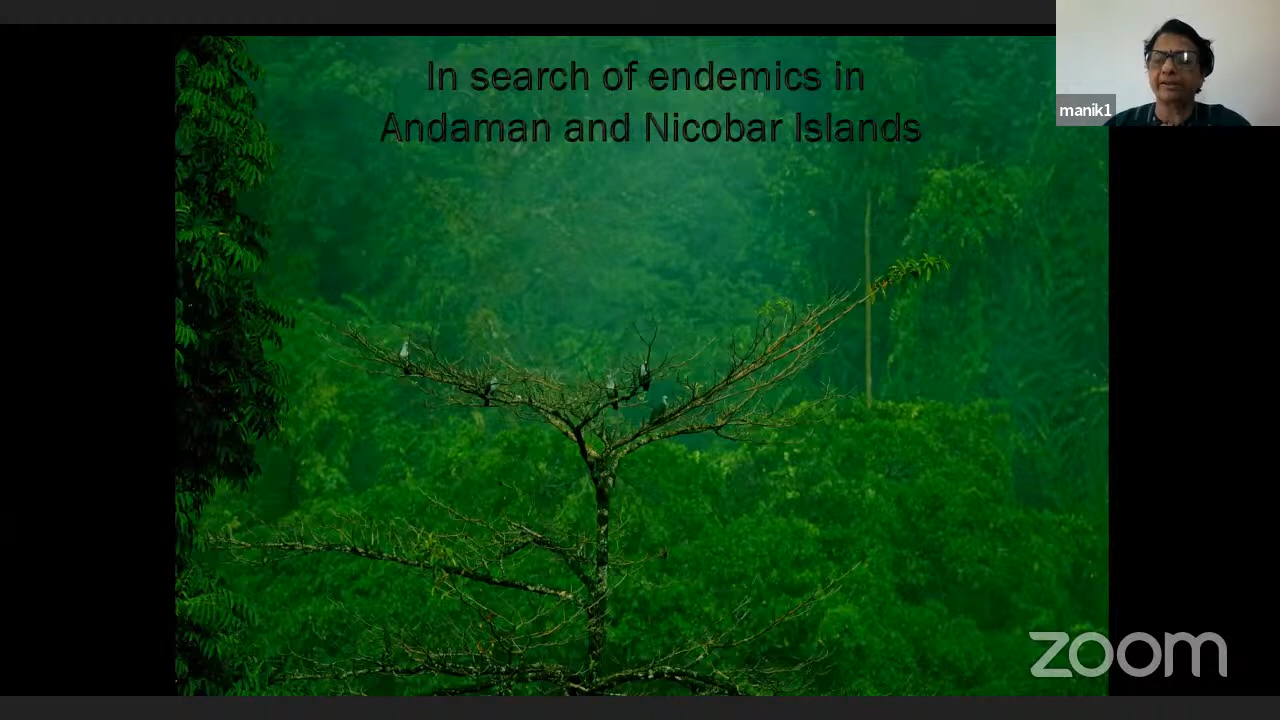 In search of endemics in
Andaman and Nicobar Islands
manik1
zoom